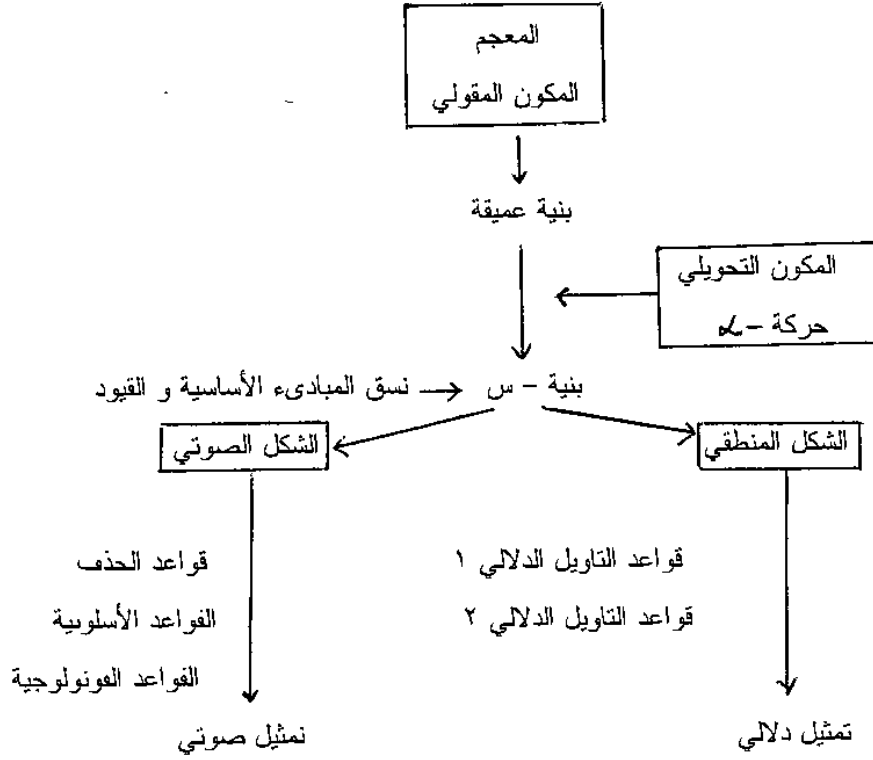 المعجم
المكون المقولي
بنية عميقة
المكون التحويلي
حركة – α
بنية – س ← نسق المبادىء الأساسية و القيود
الشكل المنطقي
الشكل الصوتي
قواعد التاويل الدلالي ١
قواعد التاويل الدلالي ٢
قواعد الحذف
القواعد الأسلوبية
القواعد الفونولوجية
تمثيل دلالي
تمثيل صوتي